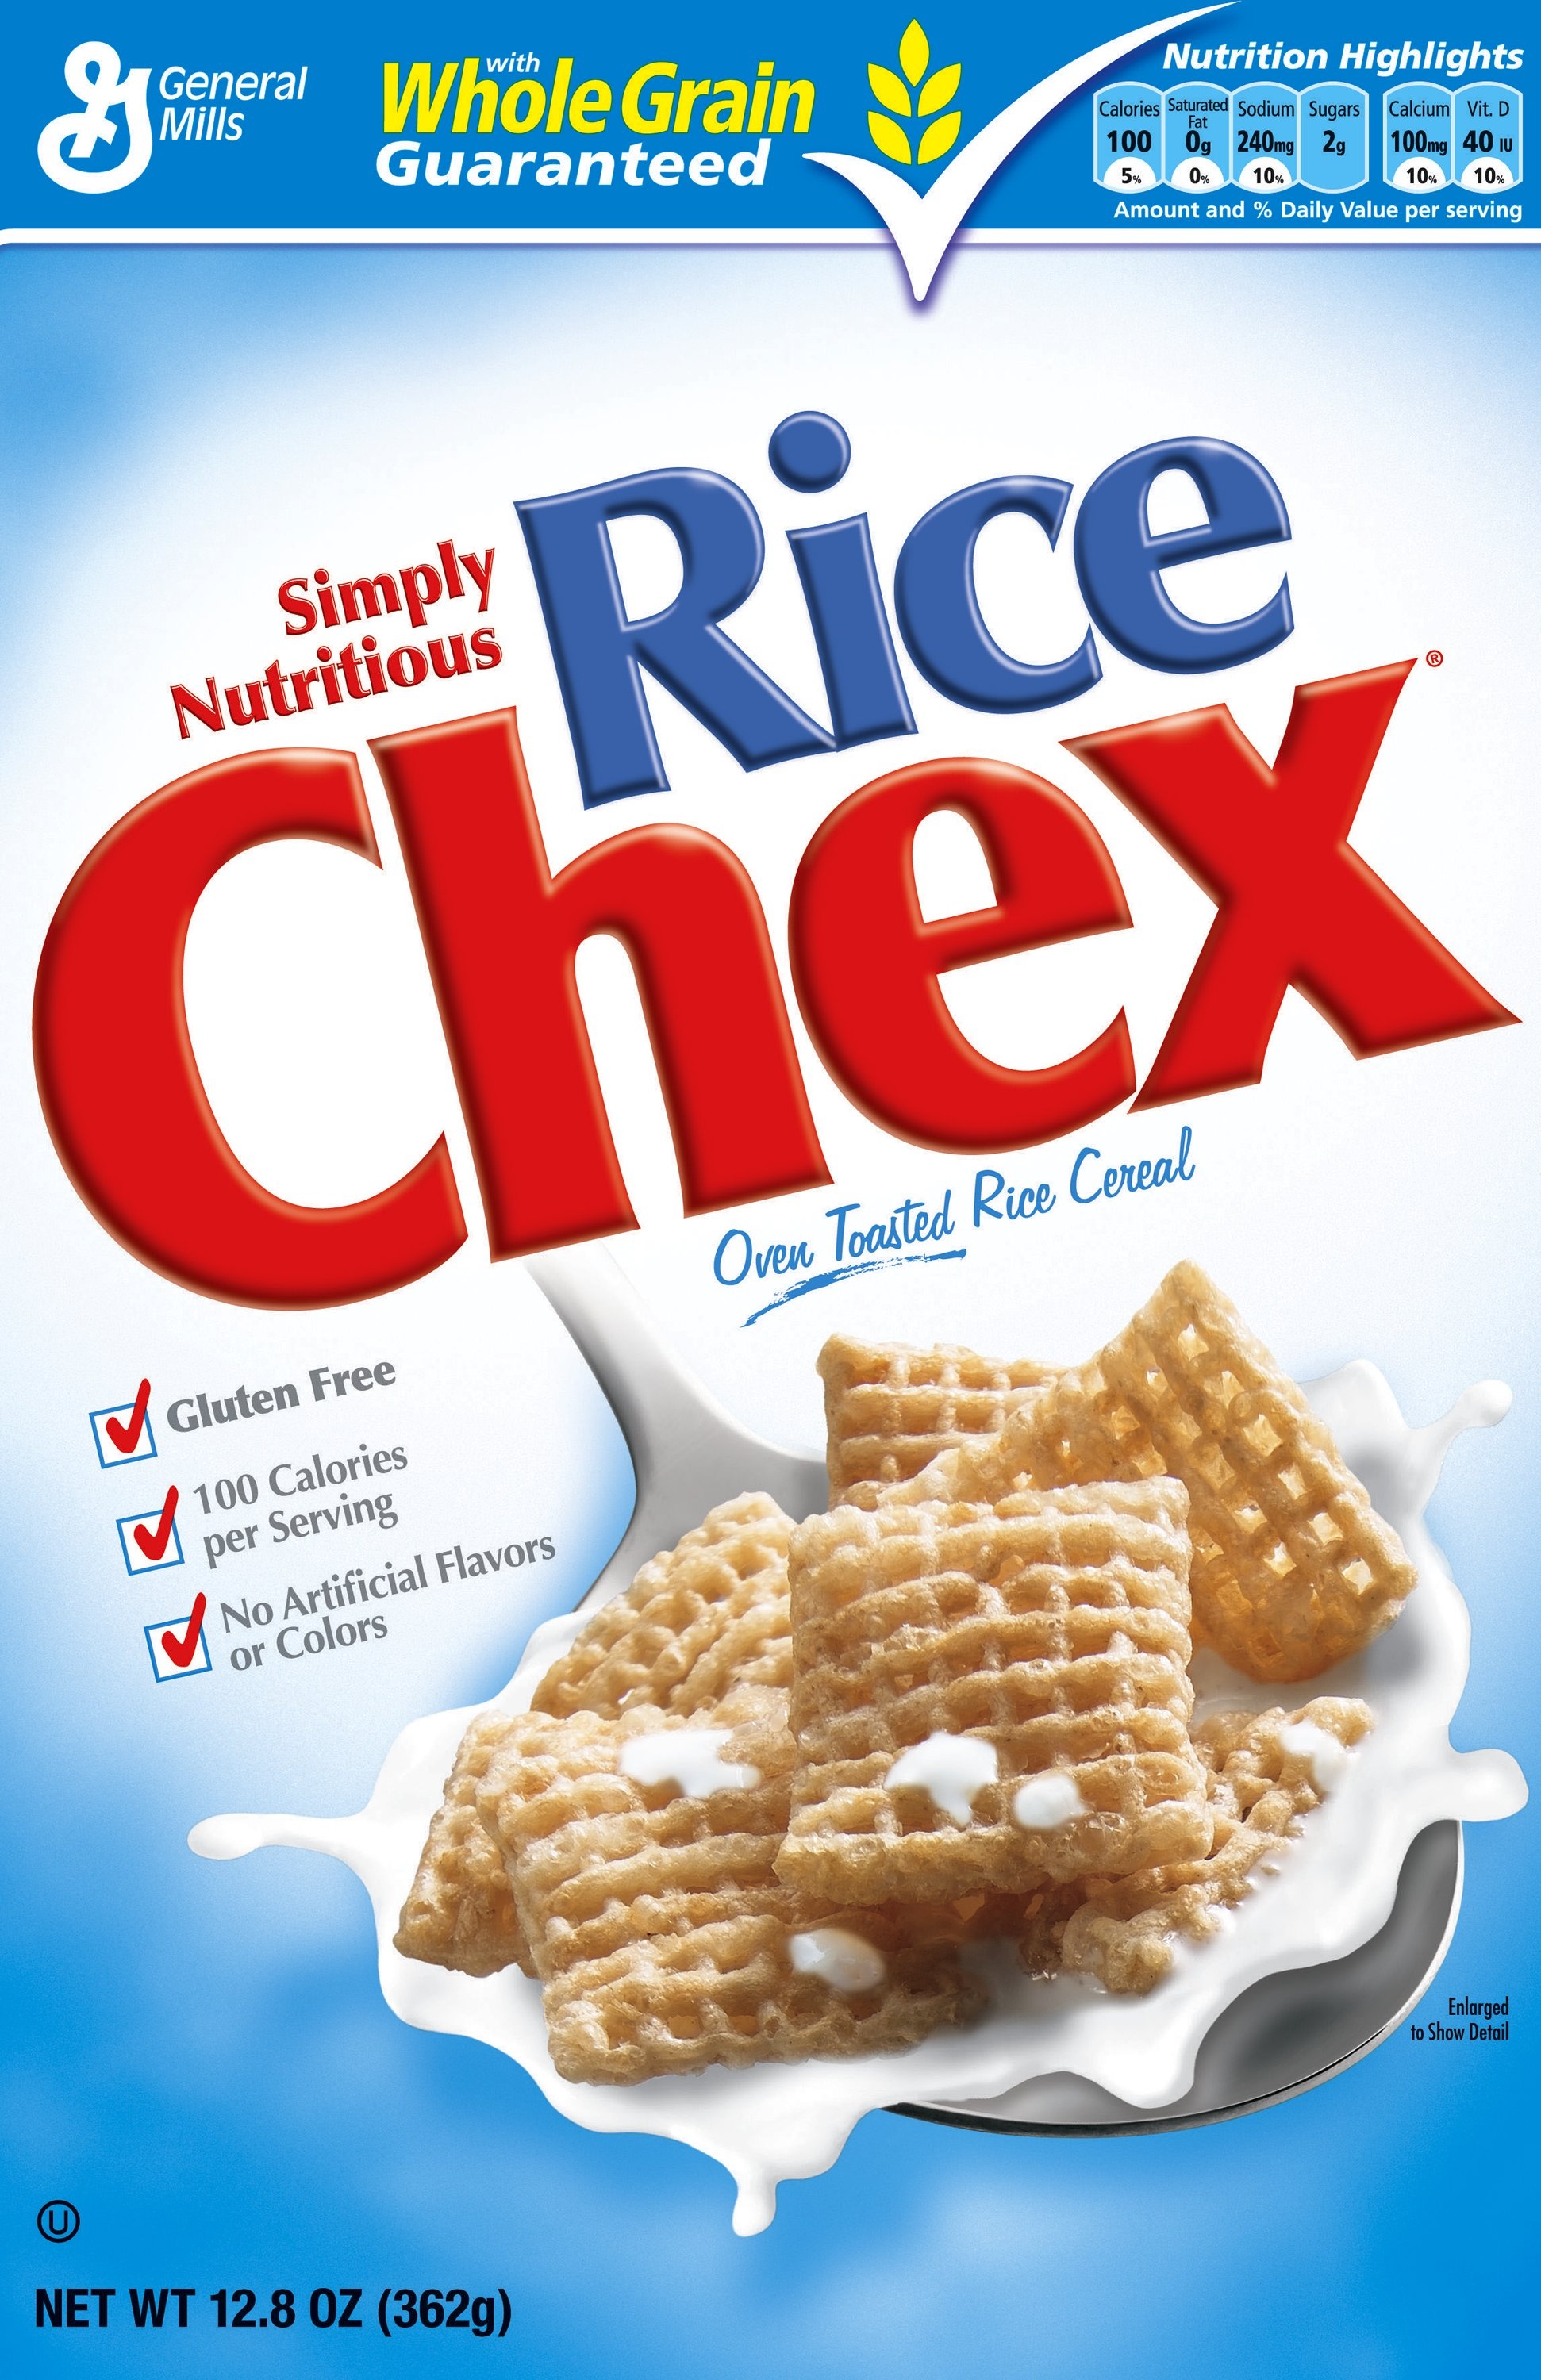 General
Mills
with
Whole Grain
Guaranteed
Nutrition Highlights
Calories Saturated Fat Sodium Sugars Calcium Vit. D
100 0g 240mg 2g 100mg 40 IU
5% 0% 10% 10% 10%
Amount and % Daily Value per serving
Simply
Nutritious
Rice
Chex®
Oven Toasted Rice Cereal
Gluten Free
100 Calories
per Serving
No Artificial Flavors
or Colors
Enlarged
to Show Detail
U
NET WT 12.8 OZ (362g)